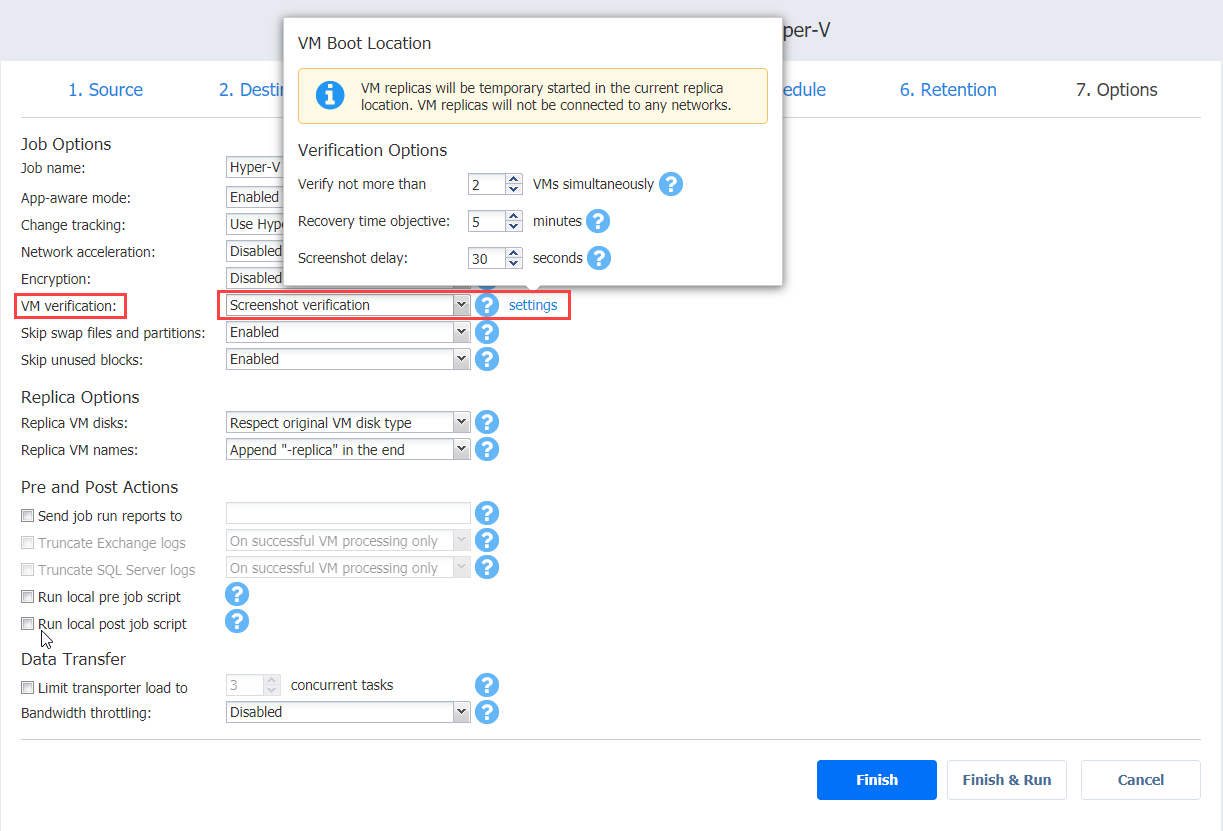 per-V
VM Boot Location
VM replicas will be temporary started in the current replica
location. VM replicas will not be connected to any networks.
Verification Options
Verify not more than 2 VMs simultaneously ?
Recovery time objective: 5 minutes ?
Screenshot delay: 30 seconds ?
1. Source 2. Destin edule 6. Retention 7. Options
Job Options
Job name: Hyper-V
App-aware mode: Enabled
Change tracking: Use Hype
Network acceleration: Disabled
Encryption: Disabled
VM verification: Screenshot verification ? settings
Skip swap files and partitions: Enabled ?
Skip unused blocks: Enabled ?
Replica Options
Replica VM disks: Respect original VM disk type ?
Replica VM names: Append "-replica" in the end ?
Pre and Post Actions
Send job run reports to ?
Truncate Exchange logs On successful VM processing only ?
Truncate SQL Server logs On successful VM processing only ?
Run local pre job script ?
Run local post job script ?
Data Transfer
Limit transporter load to 3 concurrent tasks ?
Bandwidth throttling: Disabled ?
Finish Finish & Run Cancel